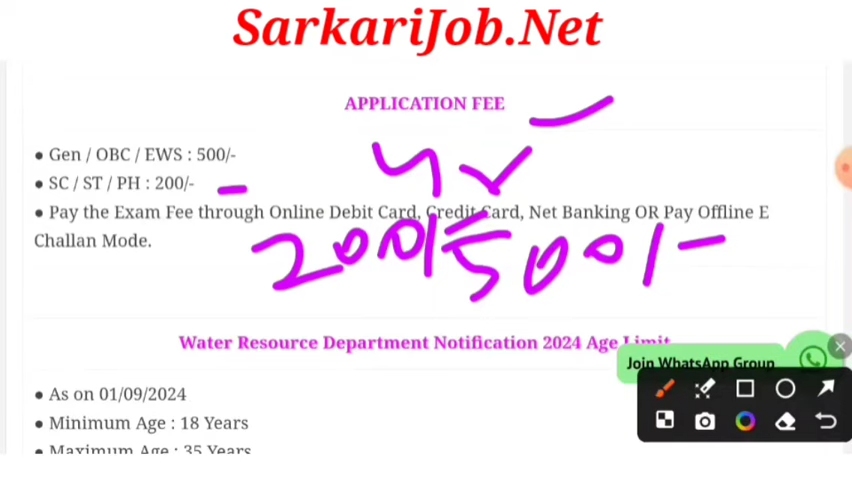 SarkariJob.Net
APPLICATION FEE
● Gen / OBC / EWS : 500/-
● SC / ST / PH : 200/-
● Pay the Exam Fee through Online Debit Card, Credit Card, Net Banking OR Pay Offline E
Challan Mode.
200/- 500/-
Water Resource Department Notification 2024 Age Limit
Join WhatsApp Group
● As on 01/09/2024
● Minimum Age : 18 Years
● Maximum Age : 35 Years